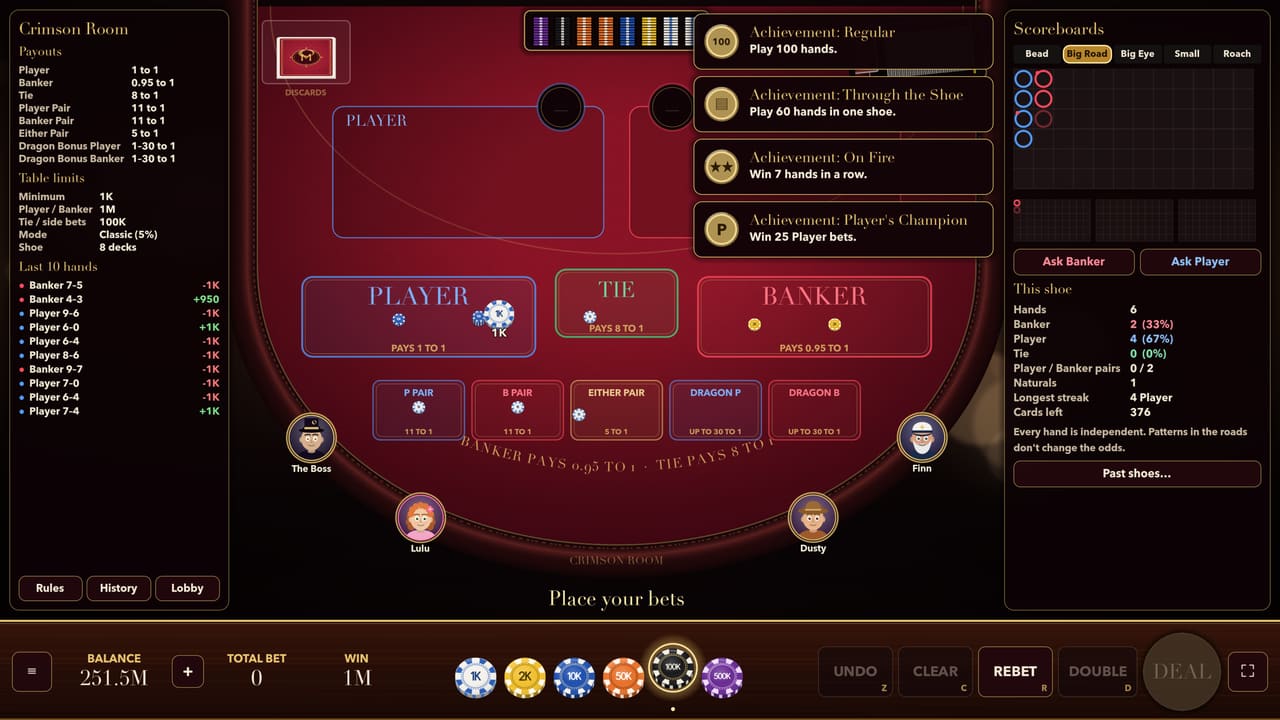 Crimson Room
Payouts
Player 1 to 1
Banker 0.95 to 1
Tie 8 to 1
Player Pair 11 to 1
Banker Pair 11 to 1
Either Pair 5 to 1
Dragon Bonus Player 1-30 to 1
Dragon Bonus Banker 1-30 to 1
Table limits
Minimum 1K
Player / Banker 1M
Tie / side bets 100K
Mode Classic (5%)
Shoe 8 decks
Last 10 hands
Banker 7-5 -1K
Banker 4-3 +950
Player 9-6 -1K
Player 6-0 +1K
Player 6-4 -1K
Player 8-6 -1K
Banker 9-7 -1K
Player 7-0 -1K
Player 6-4 -1K
Player 7-4 +1K
Rules History Lobby
M
DISCARDS
PLAYER
100
Achievement: Regular
Play 100 hands.
Achievement: Through the Shoe
Play 60 hands in one shoe.
Achievement: On Fire
Win 7 hands in a row.
P
Achievement: Player's Champion
Win 25 Player bets.
PLAYER
1K
1K
PAYS 1 TO 1
TIE
PAYS 8 TO 1
BANKER
PAYS 0.95 TO 1
P PAIR
11 TO 1
B PAIR
11 TO 1
EITHER PAIR
5 TO 1
DRAGON P
UP TO 30 TO 1
DRAGON B
UP TO 30 TO 1
BANKER PAYS 0.95 TO 1 · TIE PAYS 8 TO 1
The Boss
Lulu
Dusty
Finn
CRIMSON ROOM
Place your bets
Scoreboards
Bead Big Road Big Eye Small Roach
Ask Banker Ask Player
This shoe
Hands 6
Banker 2 (33%)
Player 4 (67%)
Tie 0 (0%)
Player / Banker pairs 0 / 2
Naturals 1
Longest streak 4 Player
Cards left 376
Every hand is independent. Patterns in the roads
don't change the odds.
Past shoes...
≡
BALANCE
251.5M
+
TOTAL BET
0
WIN
1M
1K 2K 10K 50K 100K 500K
UNDO Z
CLEAR C
REBET R
DOUBLE D
DEAL